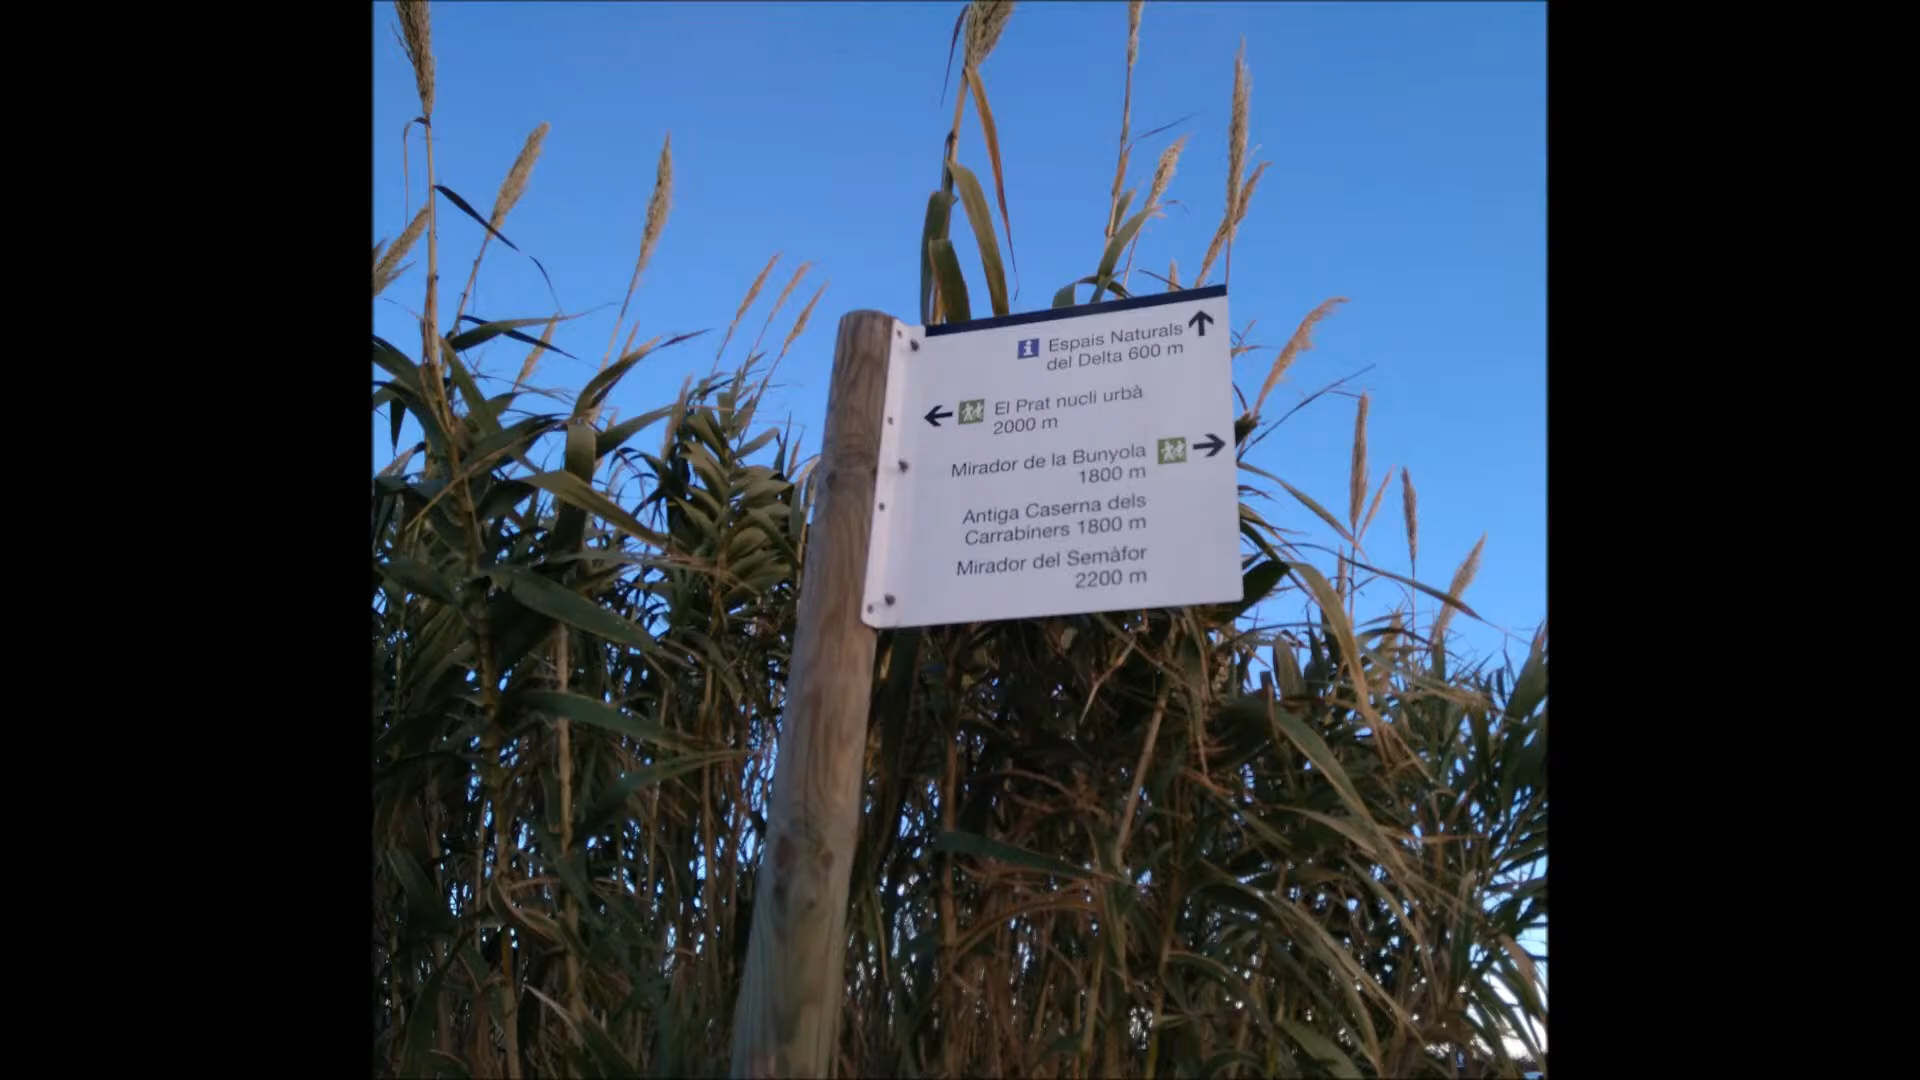 Espais Naturals
del Delta 600 m
El Prat nucli urbà
2000 m
Mirador de la Bunyola
1800 m
Antiga Caserna dels
Carrabiners 1800 m
Mirador del Semàfor
2200 m